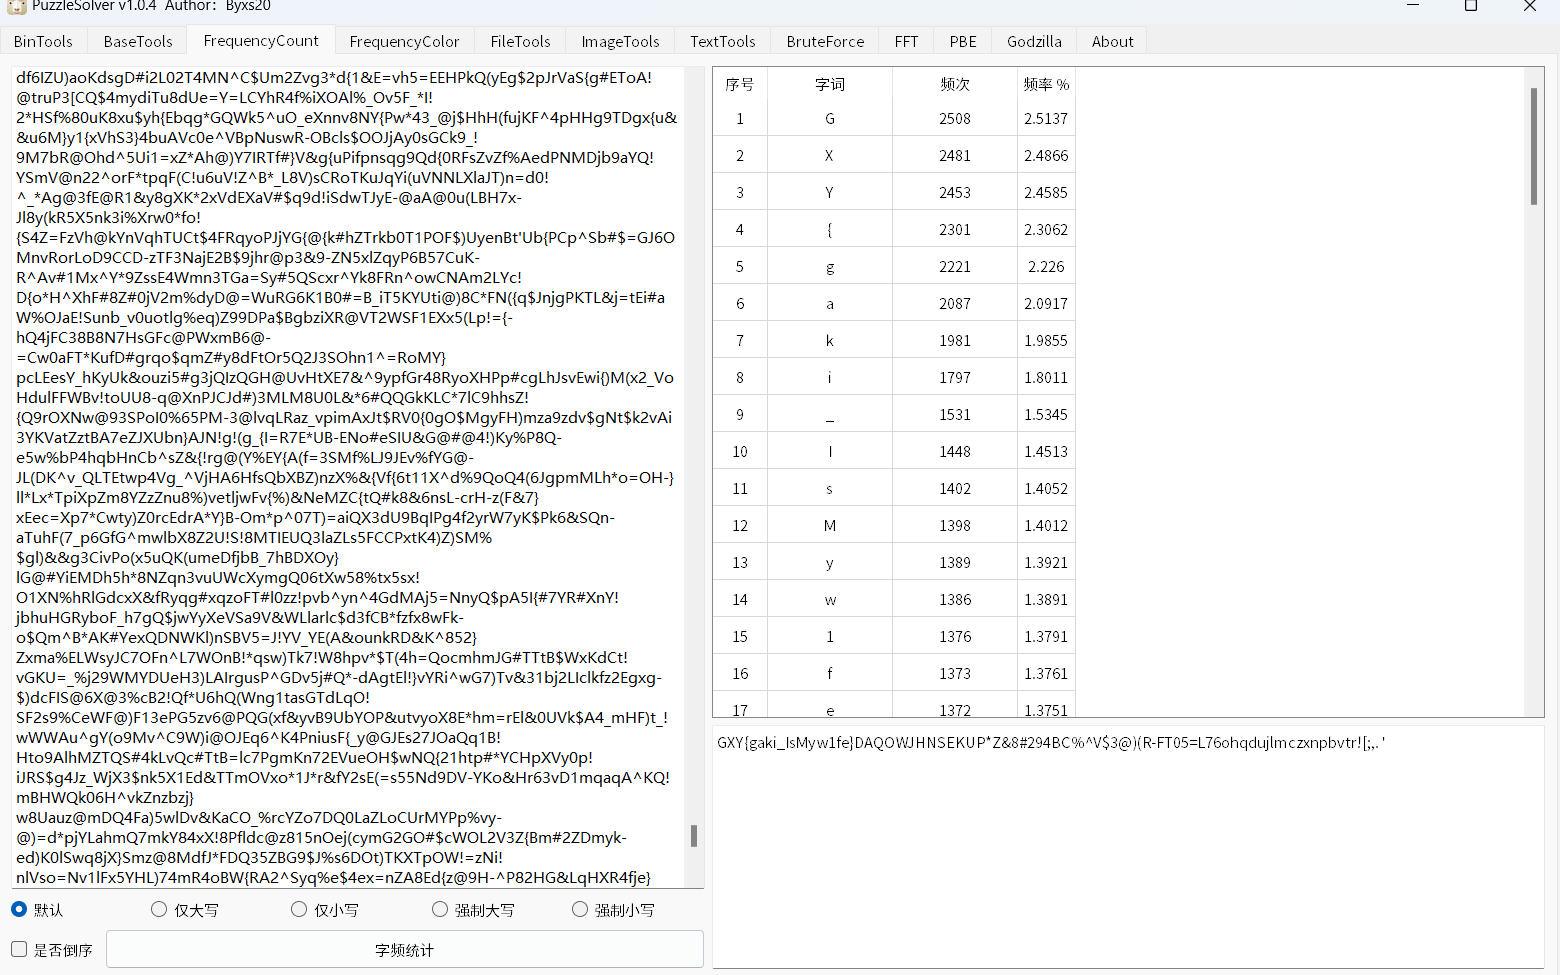 PuzzleSolver v1.0.4 Author: Byxs20
BinTools BaseTools FrequencyCount FrequencyColor FileTools ImageTools TextTools BruteForce FFT PBE Godzilla About
df6IZU)aoKdsgD#i2L02T4MN^C$Um2Zvg3*d{1&E=vh5=EEHPkQ(yEg$2pJrVaS{g#EToA!
@truP3[CQ$4mydiTu8dUe=Y=LCYhR4f%iXOAl%_Ov5F_*I!
2*HSf%80uK8xu$yh{Ebqg*GQWk5^uO_eXnnv8NY{Pw*43_@j$HhH(fujKF^4pHHg9TDgx{u&
&u6M}y1{xVhS3}4buAVc0e^VBpNuswR-OBcls$OOJjAy0sGCk9_!
9M7bR@Ohd^5Ui1=xZ*Ah@)Y7IRTf#}V&g{uPifpnsqg9Qd{0RFsZvZf%AedPNMDjb9aYQ!
YSmV@n22^orF*tpqF(C!u6uV!Z^B*_L8V)sCRoTKuJqYi(uVNNLXlaJT)n=d0!
^_*Ag@3fE@R1&y8gXK*2xVdEXaV#$q9d!iSdwTJyE-@aA@0u(LBH7x-
Jl8y(kR5X5nk3i%Xrw0*fo!
{S4Z=FzVh@kYnVqhTUCt$4FRqyoPJjYG{@{k#hZTrkb0T1POF$)UyenBt'Ub{PCp^Sb#$=GJ6O
MnvRorLoD9CCD-zTF3NajE2B$9jhr@p3&9-ZN5xlZqyP6B57CuK-
R^Av#1Mx^Y*9ZssE4Wmn3TGa=Sy#5QScxr^Yk8FRn^owCNAm2LYc!
D{o*H^XhF#8Z#0jV2m%dyD@=WuRG6K1B0#=B_iT5KYUti@)8C*FN({q$JnjgPKTL&j=tEi#a
W%OJaE!Sunb_v0uotlg%eq)Z99DPa$BgbziXR@VT2WSF1EXx5(Lp!={-
hQ4jFC38B8N7HsGFc@PWxmB6@-
=Cw0aFT*KufD#grqo$qmZ#y8dFtOr5Q2J3SOhn1^=RoMY}
pcLEesY_hKyUk&ouzi5#g3jQIzQGH@UvHtXE7&^9ypfGr48RyoXHPp#cgLhJsvEwi{)M(x2_Vo
HdulFFWBv!toUU8-q@XnPJCJd#)3MLM8U0L&*6#QQGkKLC*7lC9hhsZ!
{Q9rOXNw@93SPoI0%65PM-3@lvqLRaz_vpimAxJt$RV0{0gO$MgyFH)mza9zdv$gNt$k2vAi
3YKVatZztBA7eZJXUbn}AJN!g!(g_{I=R7E*UB-ENo#eSIU&G@#@4!)Ky%P8Q-
e5w%bP4hqbHnCb^sZ&{!rg@(Y%EY{A(f=3SMf%LJ9JEv%fYG@-
JL(DK^v_QLTEtwp4Vg_^VjHA6HfsQbXBZ)nzX%&{Vf{6t11X^d%9QoQ4(6JgpmMLh*o=OH-}
ll*Lx*TpiXpZm8YZzZnu8%)vetljwFv{%)&NeMZC{tQ#k8&6nsL-crH-z(F&7}
xEec=Xp7*Cwty)Z0rcEdrA*Y}B-Om*p^07T)=aiQX3dU9BqIPg4f2yrW7yK$Pk6&SQn-
aTuhF(7_p6GfG^mwlbX8Z2U!S!8MTIEUQ3laZLs5FCCPxtK4)Z)SM%
$gl)&&g3CivPo(x5uQK(umeDfjbB_7hBDXOy}
lG@#YiEMDh5h*8NZqn3vuUWcXymgQ06tXw58%tx5sx!
O1XN%hRlGdcxX&fRyqg#xqzoFT#l0zz!pvb^yn^4GdMAj5=NnyQ$pA5I{#7YR#XnY!
jbhuHGRyboF_h7gQ$jwYyXeVSa9V&WLlarlc$d3fCB*fzfx8wFk-
o$Qm^B*AK#YexQDNWKl)nSBV5=J!YV_YE(A&ounkRD&K^852}
Zxma%ELWsyJC7OFn^L7WOnB!*qsw)Tk7!W8hpv*$T(4h=QocmhmJG#TTtB$WxKdCt!
vGKU=_%j29WMYDUeH3)LAIrgusP^GDv5j#Q*-dAgtEl!}vYRi^wG7)Tv&31bj2LIclkfz2Egxg-
$)dcFIS@6X@3%cB2!Qf*U6hQ(Wng1tasGTdLqO!
SF2s9%CeWF@)F13ePG5zv6@PQG(xf&yvB9UbYOP&utvyoX8E*hm=rEl&0UVk$A4_mHF)t_!
wWWAu^gY(o9Mv^C9W)i@OJEq6^K4PniusF{_y@GJEs27JOaQq1B!
Hto9AlhMZTQS#4kLvQc#TtB=lc7PgmKn72EVueOH$wNQ{21htp#*YCHpXVy0p!
iJRS$g4Jz_WjX3$nk5X1Ed&TTmOVxo*1J*r&fY2sE(=s55Nd9DV-YKo&Hr63vD1mqaqA^KQ!
mBHWQk06H^vkZnzbzj}
w8Uauz@mDQ4Fa)5wlDv&KaCO_%rcYZo7DQ0LaZLoCUrMYPp%vy-
@)=d*pjYLahmQ7mkY84xX!8Pfldc@z815nOej(cymG2GO#$cWOL2V3Z{Bm#2ZDmyk-
ed)K0lSwq8jX}Smz@8MdfJ*FDQ35ZBG9$J%s6DOt)TKXTpOW!=zNi!
nlVso=Nv1lFx5YHL)74mR4oBW{RA2^Syq%e$4ex=nZA8Ed{z@9H-^P82HG&LqHXR4fje}
默认 仅大写 仅小写 强制大写 强制小写
是否倒序 字频统计
序号 字词 频次 频率 %
1 G 2508 2.5137
2 X 2481 2.4866
3 Y 2453 2.4585
4 { 2301 2.3062
5 g 2221 2.226
6 a 2087 2.0917
7 k 1981 1.9855
8 i 1797 1.8011
9 _ 1531 1.5345
10 I 1448 1.4513
11 s 1402 1.4052
12 M 1398 1.4012
13 y 1389 1.3921
14 w 1386 1.3891
15 1 1376 1.3791
16 f 1373 1.3761
17 e 1372 1.3751
GXY{gaki_IsMyw1fe}DAQOWJHNSEKUP*Z&8#294BC%^V$3@)(R-FT05=L76ohqdujlmczxnpbvtr![;,. '